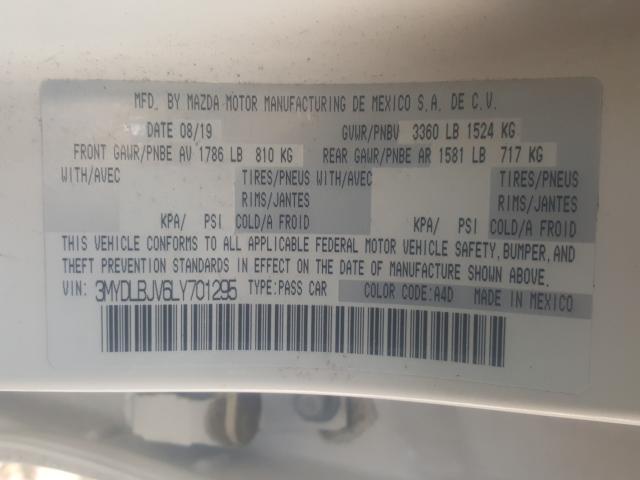 MFD. BY MAZDA MOTOR MANUFACTURING DE MEXICO S.A. DE C.V.
DATE 08/19 GVWR/PNBV 3360 LB 1524 KG
FRONT GAWR/PNBE AV 1786 LB 810 KG REAR GAWR/PNBE AR 1581 LB 717 KG
WITH/AVEC TIRES/PNEUS WITH/AVEC TIRES/PNEUS
RIMS/JANTES RIMS/JANTES
KPA/ PSI COLD/A FROID KPA/ PSI COLD/A FROID
THIS VEHICLE CONFORMS TO ALL APPLICABLE FEDERAL MOTOR VEHICLE SAFETY, BUMPER, AND
THEFT PREVENTION STANDARDS IN EFFECT ON THE DATE OF MANUFACTURE SHOWN ABOVE.
VIN: 3MYDLBJV6LY701295 TYPE:PASS CAR COLOR CODE:A4D MADE IN MEXICO